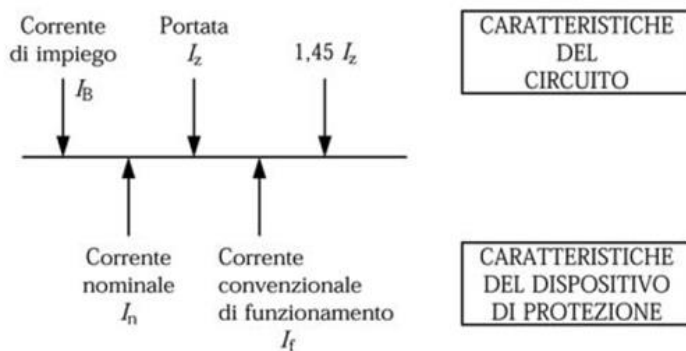 Corrente
di impiego
I_B
Portata
I_z
1,45 I_z
CARATTERISTICHE
DEL
CIRCUITO
Corrente
nominale
I_n
Corrente
convenzionale
di funzionamento
I_f
CARATTERISTICHE
DEL DISPOSITIVO
DI PROTEZIONE